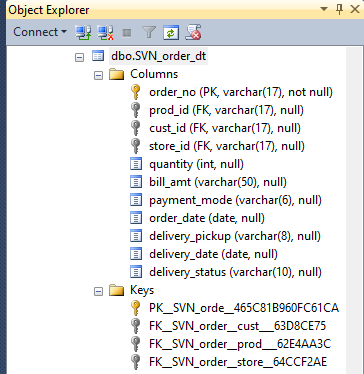 Object Explorer
Connect
dbo.SVN_order_dt
Columns
order_no (PK, varchar(17), not null)
prod_id (FK, varchar(17), null)
cust_id (FK, varchar(17), null)
store_id (FK, varchar(17), null)
quantity (int, null)
bill_amt (varchar(50), null)
payment_mode (varchar(6), null)
order_date (date, null)
delivery_pickup (varchar(8), null)
delivery_date (date, null)
delivery_status (varchar(10), null)
Keys
PK__SVN_orde__465C81B960FC61CA
FK__SVN_order__cust___63D8CE75
FK__SVN_order__prod___62E4AA3C
FK__SVN_order__store__64CCF2AE